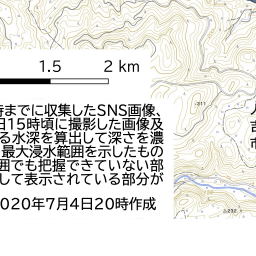 1.5 2 km
時までに収集したSNS画像、
日15時頃に撮影した画像及
る水深を算出して深さを濃
最大浸水範囲を示したもの
囲でも把握できていない部
して表示されている部分が
2020年7月4日20時作成
人
吉
市